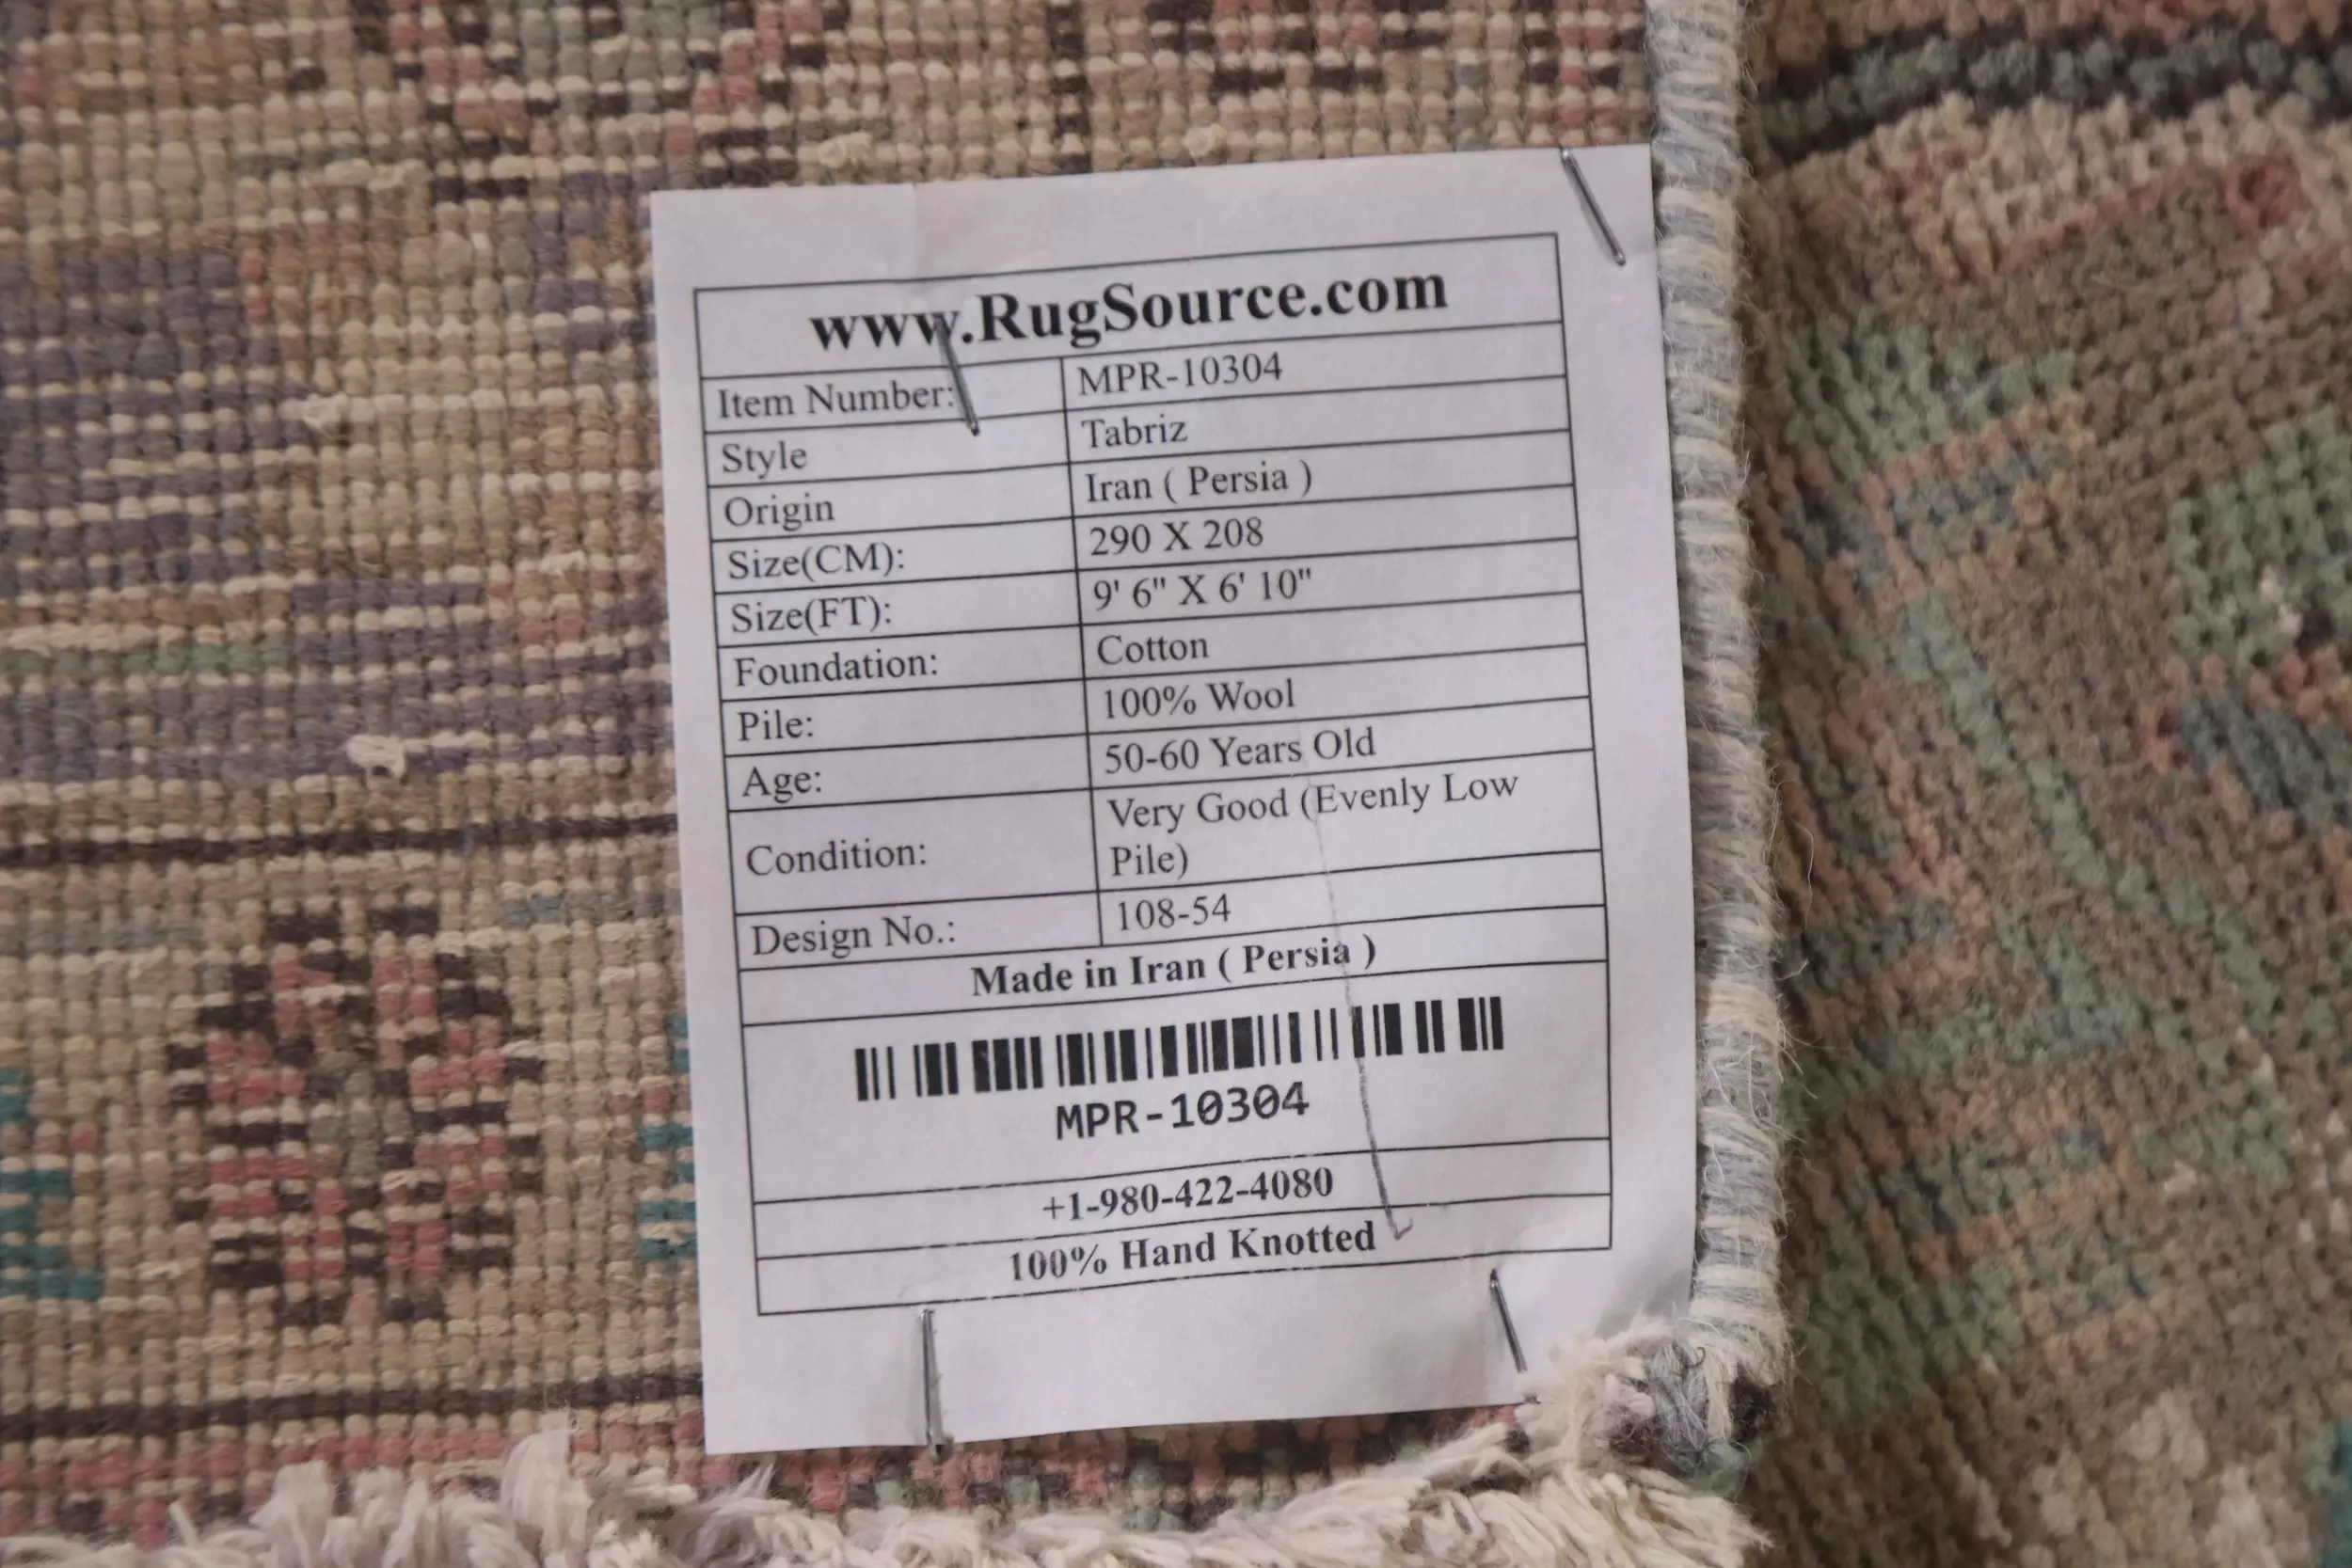 www.RugSource.com
Item Number: MPR-10304
Style Tabriz
Origin Iran ( Persia )
Size(CM): 290 X 208
Size(FT): 9' 6" X 6' 10"
Foundation: Cotton
Pile: 100% Wool
Age: 50-60 Years Old
Condition: Very Good (Evenly Low
Pile)
Design No.: 108-54
Made in Iran ( Persia )
MPR-10304
+1-980-422-4080
100% Hand Knotted